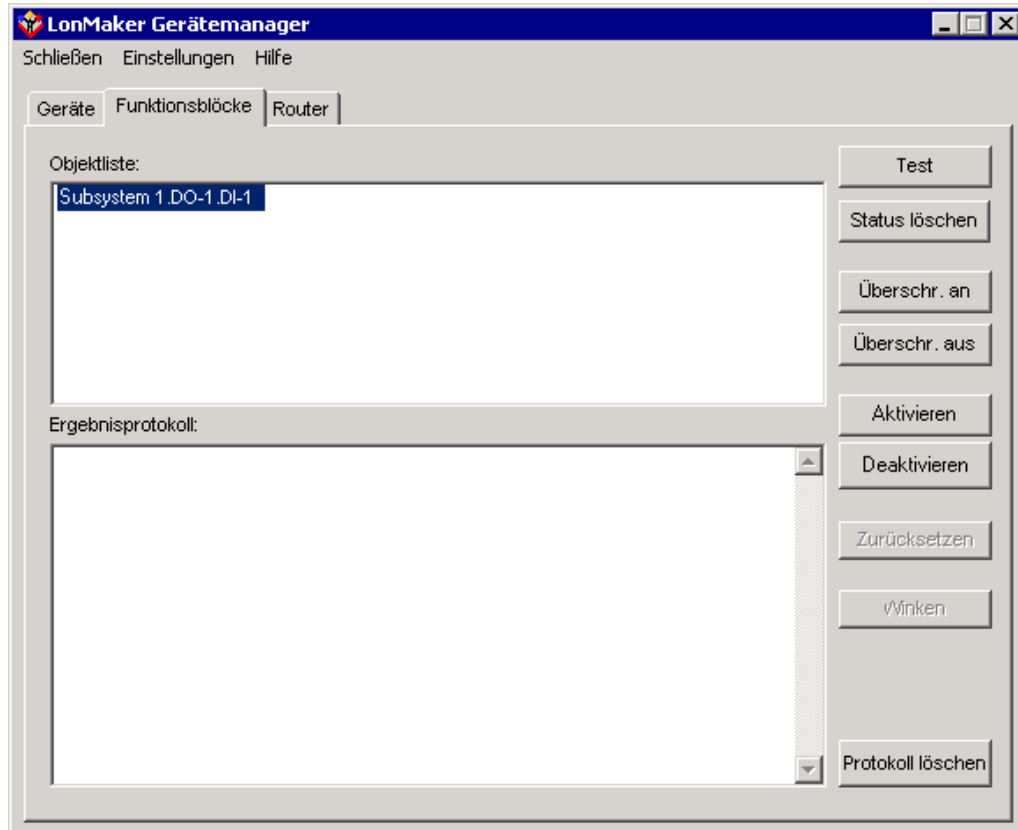 LonMaker Gerätemanager
Schließen Einstellungen Hilfe
Geräte Funktionsblöcke Router
Objektliste:
Subsystem 1.DO-1.DI-1
Test
Status löschen
Überschr. an
Überschr. aus
Ergebnisprotokoll:
Aktivieren
Deaktivieren
Zurücksetzen
Winken
Protokoll löschen